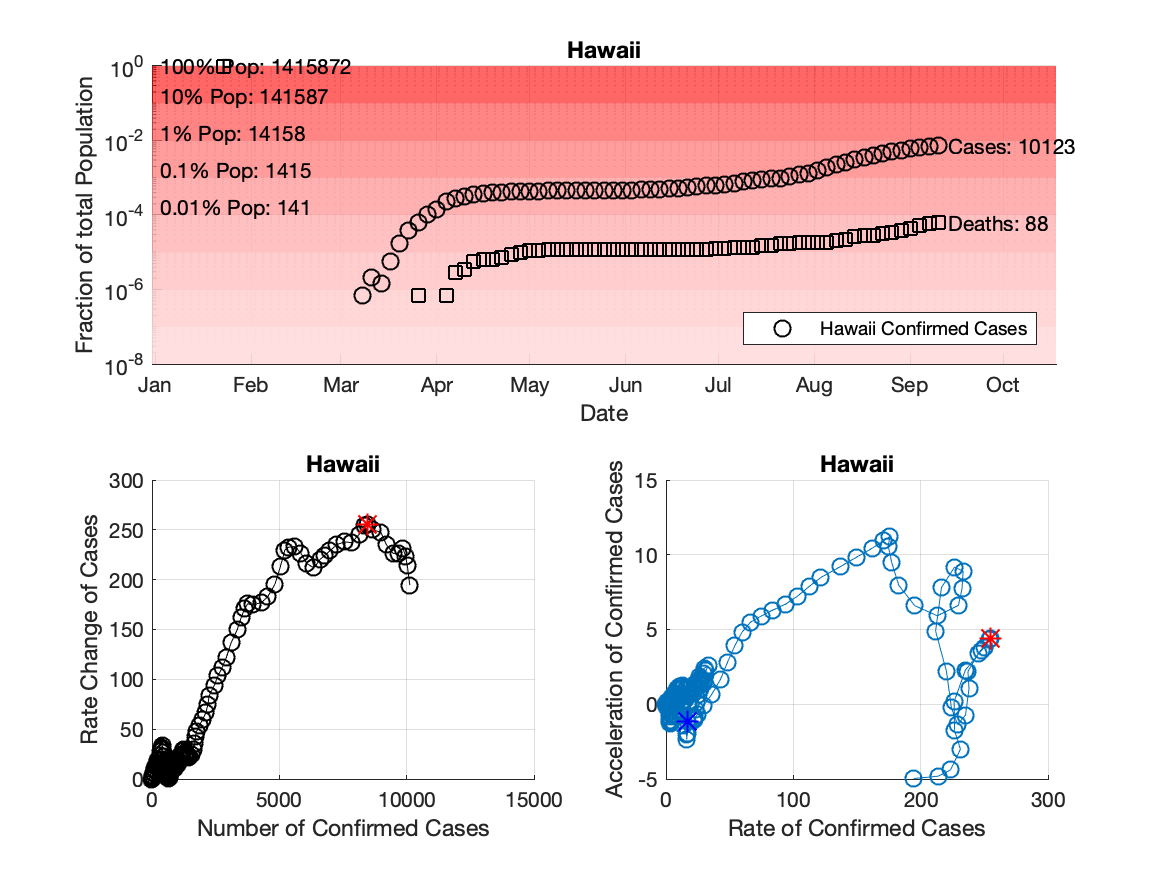 Hawaii
10^0
10^-2
10^-4
10^-6
10^-8
Fraction of total Population
100% Pop: 1415872
10% Pop: 141587
1% Pop: 14158
0.1% Pop: 1415
0.01% Pop: 141
Cases: 10123
Deaths: 88
Hawaii Confirmed Cases
Jan Feb Mar Apr May Jun Jul Aug Sep Oct
Date
Hawaii
300
250
200
150
100
50
0
Rate Change of Cases
0 5000 10000 15000
Number of Confirmed Cases
Hawaii
15
10
5
0
-5
Acceleration of Confirmed Cases
0 100 200 300
Rate of Confirmed Cases